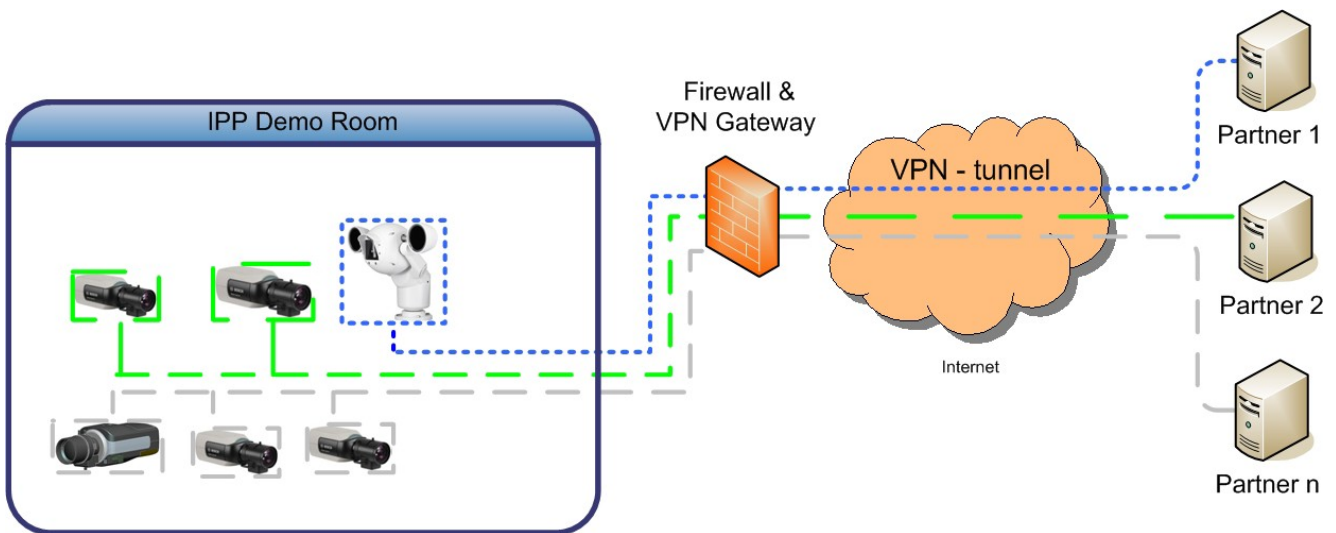 IPP Demo Room
Firewall &
VPN Gateway
VPN - tunnel
Internet
Partner 1
Partner 2
Partner n